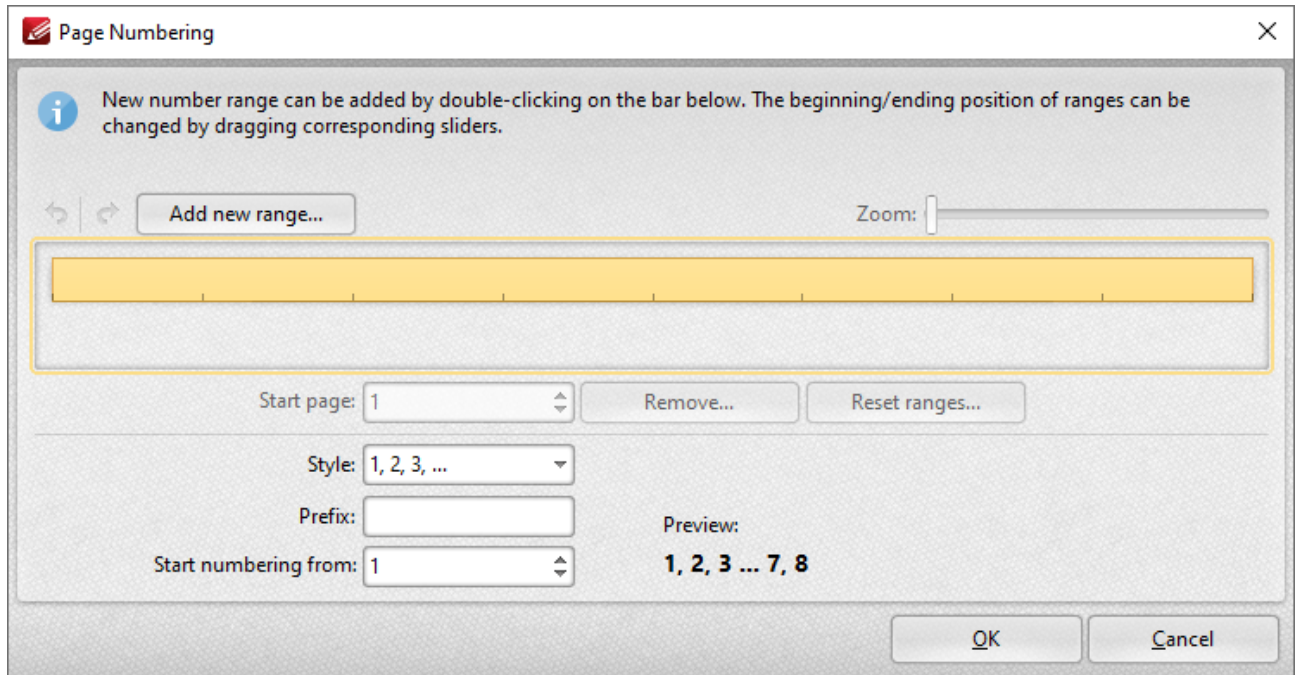 Page Numbering
New number range can be added by double-clicking on the bar below. The beginning/ending position of ranges can be
changed by dragging corresponding sliders.
Add new range...
Zoom:
Start page: 1
Remove...
Reset ranges...
Style: 1, 2, 3, ...
Prefix:
Preview:
Start numbering from: 1
1, 2, 3 ... 7, 8
OK
Cancel